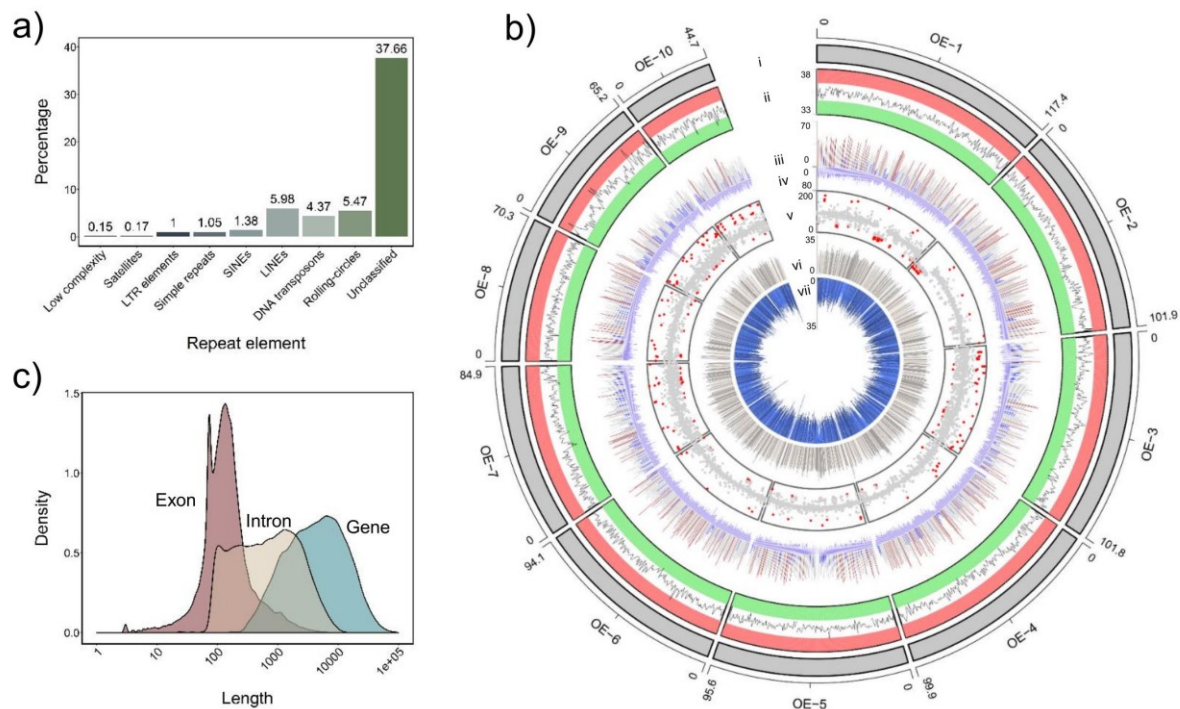 a)
Percentage
40
30
20
10
0
0.15
0.17
1
1.05
1.38
5.98
4.37
5.47
37.66
Low complexity
Satellites
LTR elements
Simple repeats
SINEs
LINEs
DNA transposons
Rolling-circles
Unclassified
Repeat element
b)
i
ii
iii
iv
v
vi
vii
38
33
70
0
0
80
200
0
35
0
0
35
0
OE-1
117.4
0
OE-2
101.9
0
OE-3
101.8
0
OE-4
99.9
0
OE-5
95.6
0
OE-6
94.1
0
OE-7
84.9
0
OE-8
70.3
0
OE-9
65.2
0
OE-10
44.7
c)
Density
1.5
1.0
0.5
0.0
Exon
Intron
Gene
1
10
100
1000
10000
1e+05
Length